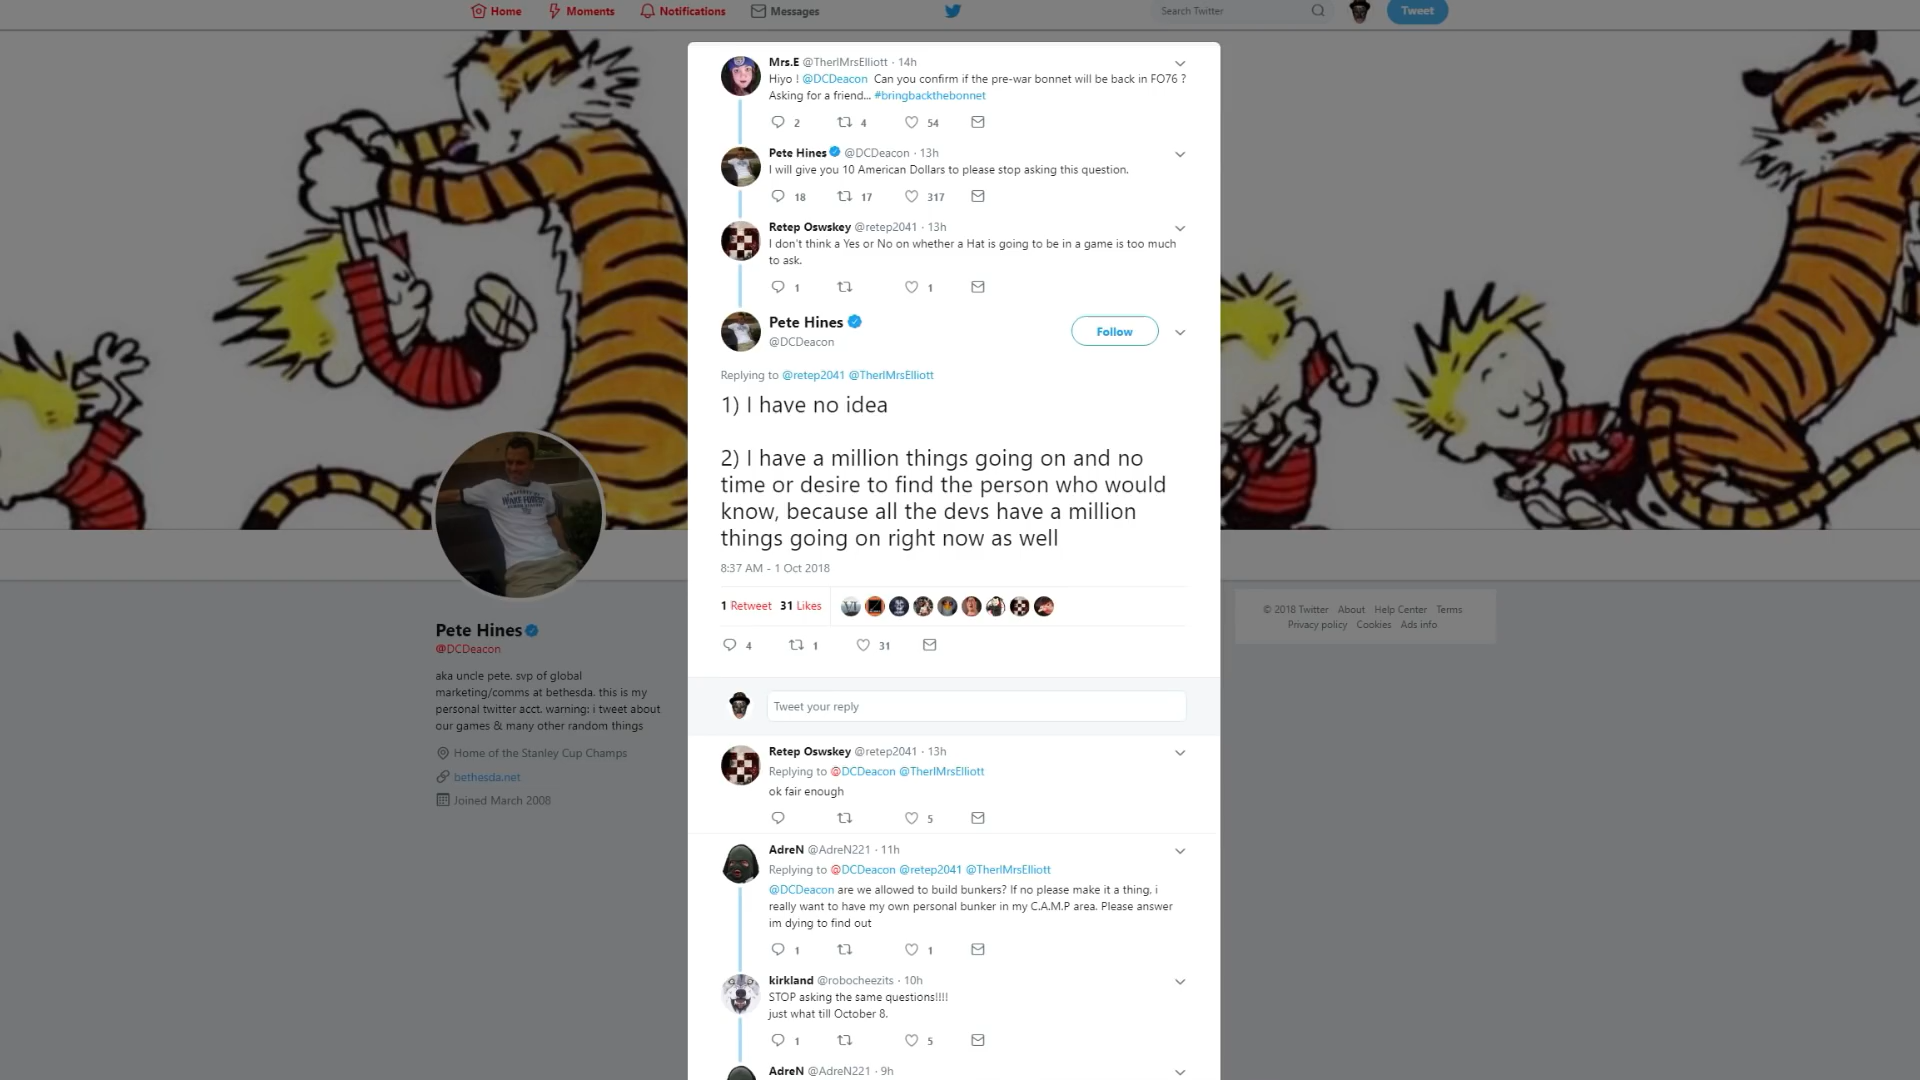 Home
Moments
Notifications
Messages
Search Twitter
Tweet
Mrs.E @TherIMrsElliott · 14h
Hiyo ! @DCDeacon Can you confirm if the pre-war bonnet will be back in FO76 ?
Asking for a friend... #bringbackthebonnet
2 4 54
Pete Hines @DCDeacon · 13h
I will give you 10 American Dollars to please stop asking this question.
18 17 317
Retep Oswskey @retep2041 · 13h
I don't think a Yes or No on whether a Hat is going to be in a game is too much
to ask.
1 1
Pete Hines
@DCDeacon
Follow
Replying to @retep2041 @TherIMrsElliott
1) I have no idea
2) I have a million things going on and no
time or desire to find the person who would
know, because all the devs have a million
things going on right now as well
8:37 AM - 1 Oct 2018
1 Retweet 31 Likes
4 1 31
Tweet your reply
Retep Oswskey @retep2041 · 13h
Replying to @DCDeacon @TherIMrsElliott
ok fair enough
5
AdreN @AdreN221 · 11h
Replying to @DCDeacon @retep2041 @TherIMrsElliott
@DCDeacon are we allowed to build bunkers? If no please make it a thing, i
really want to have my own personal bunker in my C.A.M.P area. Please answer
im dying to find out
1 1
kirkland @robocheezits · 10h
STOP asking the same questions!!!!
just what till October 8.
1 5
AdreN @AdreN221 · 9h
Pete Hines
@DCDeacon
aka uncle pete. svp of global
marketing/comms at bethesda. this is my
personal twitter acct. warning: i tweet about
our games & many other random things
Home of the Stanley Cup Champs
bethesda.net
Joined March 2008
© 2018 Twitter About Help Center Terms
Privacy policy Cookies Ads info